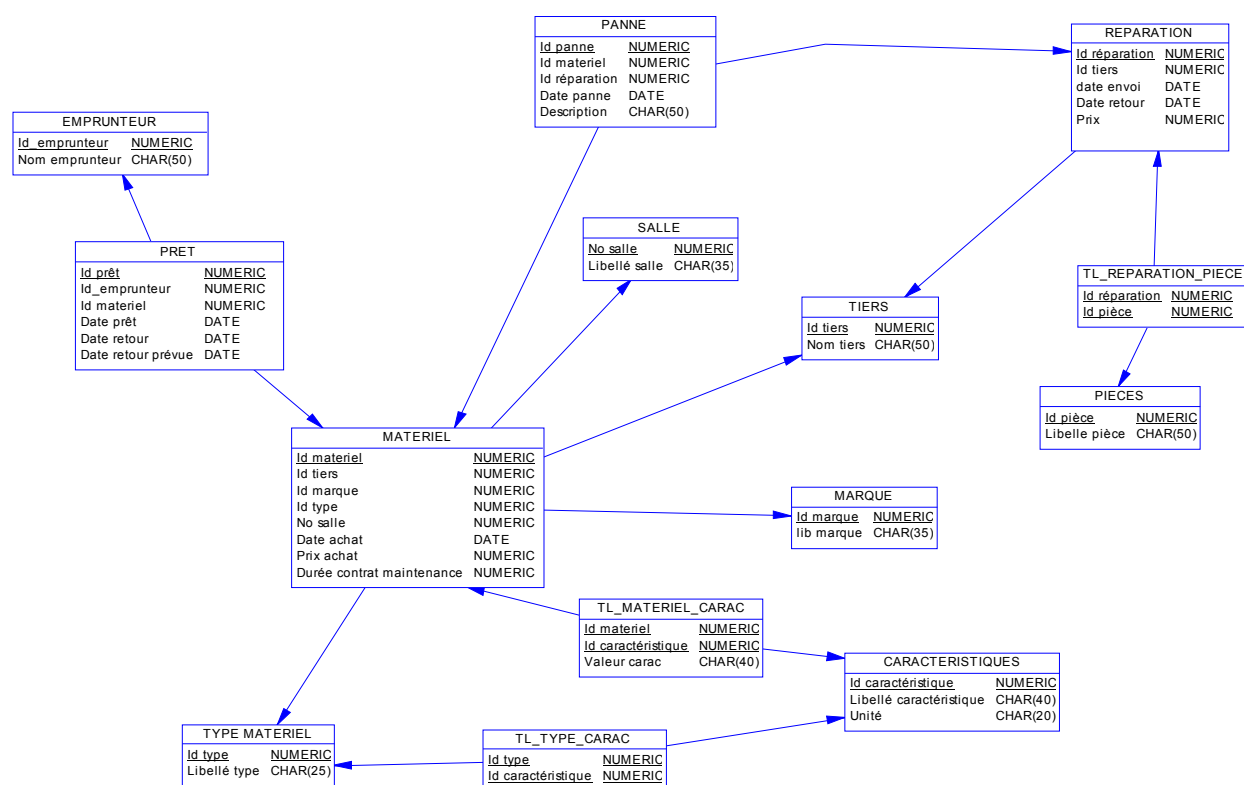 PANNE
Id panne NUMERIC
Id materiel NUMERIC
Id réparation NUMERIC
Date panne DATE
Description CHAR(50)
REPARATION
Id réparation NUMERIC
Id tiers NUMERIC
date envoi DATE
Date retour DATE
Prix NUMERIC
EMPRUNTEUR
Id_emprunteur NUMERIC
Nom emprunteur CHAR(50)
SALLE
No salle NUMERIC
Libellé salle CHAR(35)
PRET
Id prêt NUMERIC
Id_emprunteur NUMERIC
Id materiel NUMERIC
Date prêt DATE
Date retour DATE
Date retour prévue DATE
TL_REPARATION_PIECE
Id réparation NUMERIC
Id pièce NUMERIC
TIERS
Id tiers NUMERIC
Nom tiers CHAR(50)
PIECES
Id pièce NUMERIC
Libelle pièce CHAR(50)
MATERIEL
Id materiel NUMERIC
Id tiers NUMERIC
Id marque NUMERIC
Id type NUMERIC
No salle NUMERIC
Date achat DATE
Prix achat NUMERIC
Durée contrat maintenance NUMERIC
MARQUE
Id marque NUMERIC
lib marque CHAR(35)
TL_MATERIEL_CARAC
Id materiel NUMERIC
Id caractéristique NUMERIC
Valeur carac CHAR(40)
CARACTERISTIQUES
Id caractéristique NUMERIC
Libellé caractéristique CHAR(40)
Unité CHAR(20)
TYPE MATERIEL
Id type NUMERIC
Libellé type CHAR(25)
TL_TYPE_CARAC
Id type NUMERIC
Id caractéristique NUMERIC